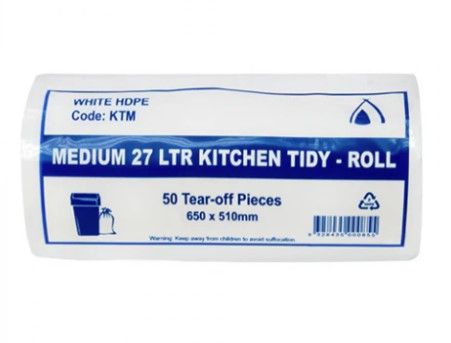 WHITE HDPE
Code: KTM
MEDIUM 27 LTR KITCHEN TIDY - ROLL
50 Tear-off Pieces
650 x 510mm
Warning: Keep away from children to avoid suffocation.